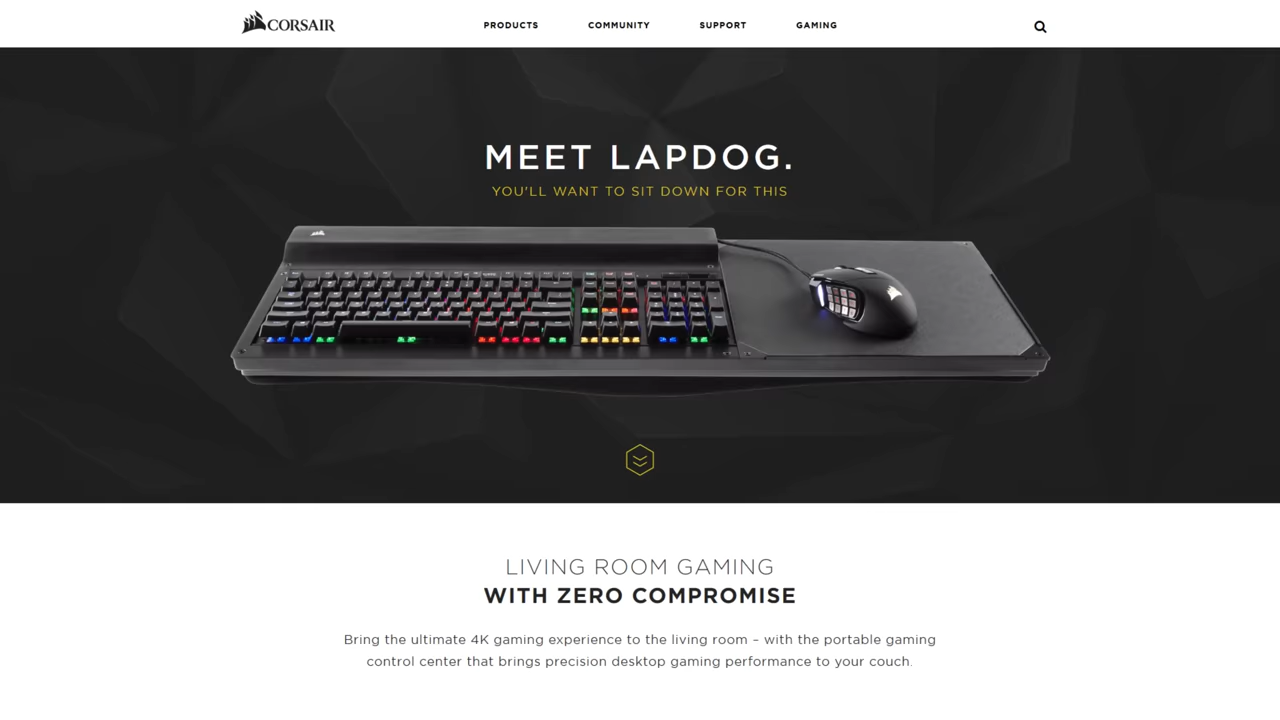 CORSAIR
PRODUCTS
COMMUNITY
SUPPORT
GAMING
MEET LAPDOG.
YOU'LL WANT TO SIT DOWN FOR THIS
LIVING ROOM GAMING
WITH ZERO COMPROMISE
Bring the ultimate 4K gaming experience to the living room – with the portable gaming
control center that brings precision desktop gaming performance to your couch.